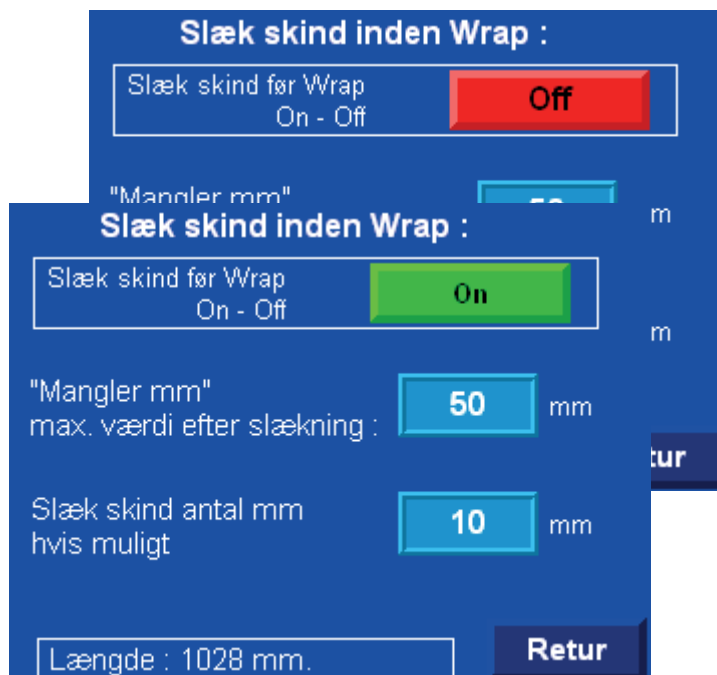 Slæk skind inden Wrap :
Slæk skind før Wrap
On - Off
Off
"Mangler mm"
m
m
tur
Slæk skind inden Wrap :
Slæk skind før Wrap
On - Off
On
"Mangler mm"
max. værdi efter slækning :
50
mm
Slæk skind antal mm
hvis muligt
10
mm
Længde : 1028 mm.
Retur